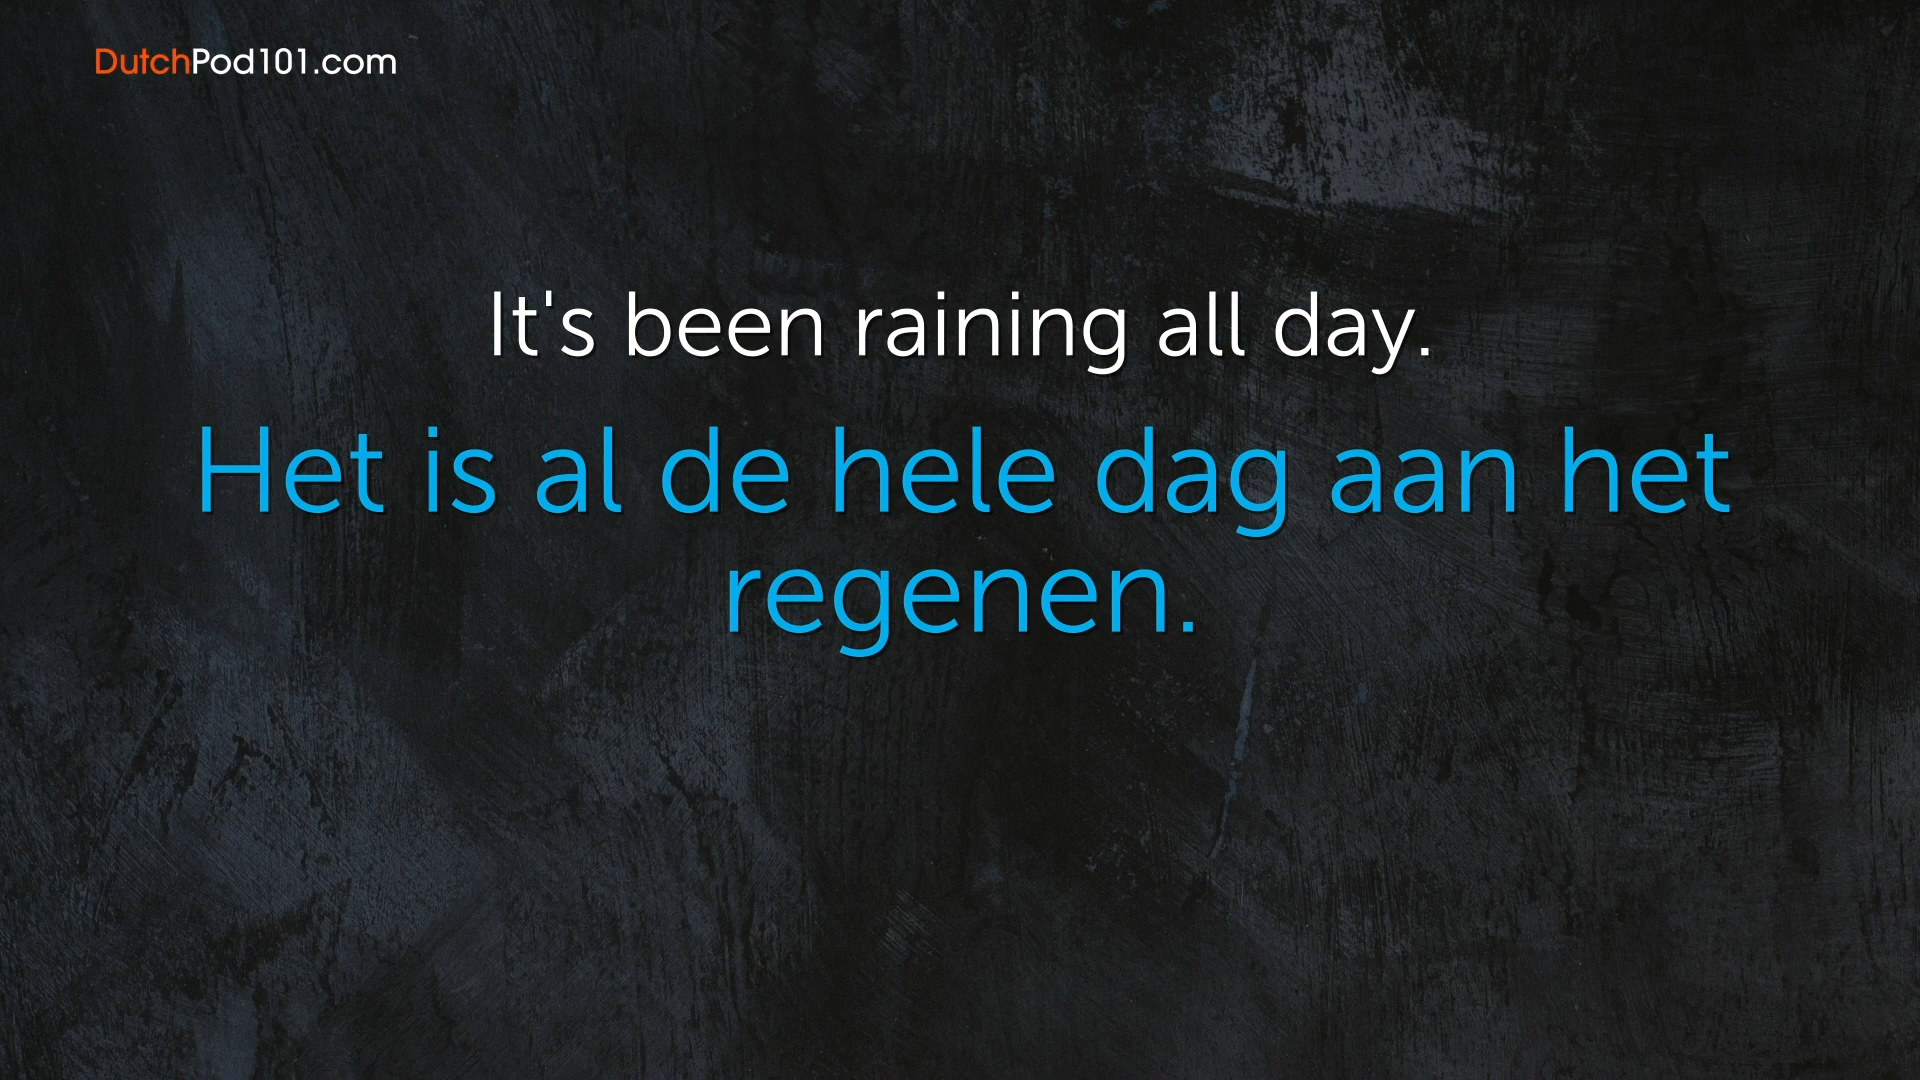 DutchPod101.com
It's been raining all day.
Het is al de hele dag aan het
regenen.